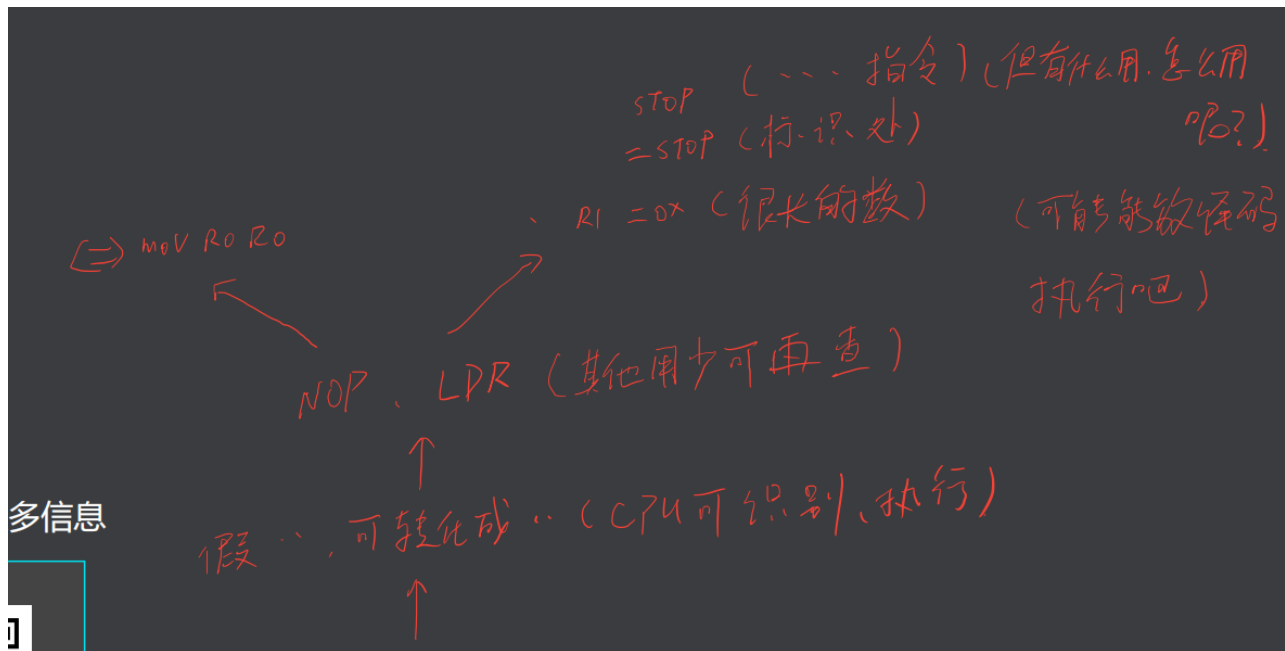 STOP (... 指令) (但有什么用.怎么用
=STOP (标识处) 呢?)
R1 = 0x (很长的数) (可能能效怪码
执行吧)
(=) MOV R0 R0
NOP、LDR (其他用少可再查)
多信息
假...可转化成.. (CPU可识别、执行)